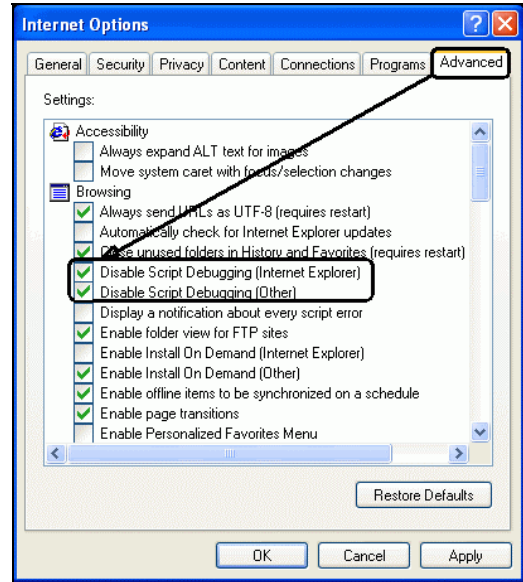 Internet Options
General Security Privacy Content Connections Programs Advanced
Settings:
Accessibility
Always expand ALT text for images
Move system caret with focus/selection changes
Browsing
Always send URLs as UTF-8 (requires restart)
Automatically check for Internet Explorer updates
Close unused folders in History and Favorites (requires restart)
Disable Script Debugging (Internet Explorer)
Disable Script Debugging (Other)
Display a notification about every script error
Enable folder view for FTP sites
Enable Install On Demand (Internet Explorer)
Enable Install On Demand (Other)
Enable offline items to be synchronized on a schedule
Enable page transitions
Enable Personalized Favorites Menu
Restore Defaults
OK Cancel Apply